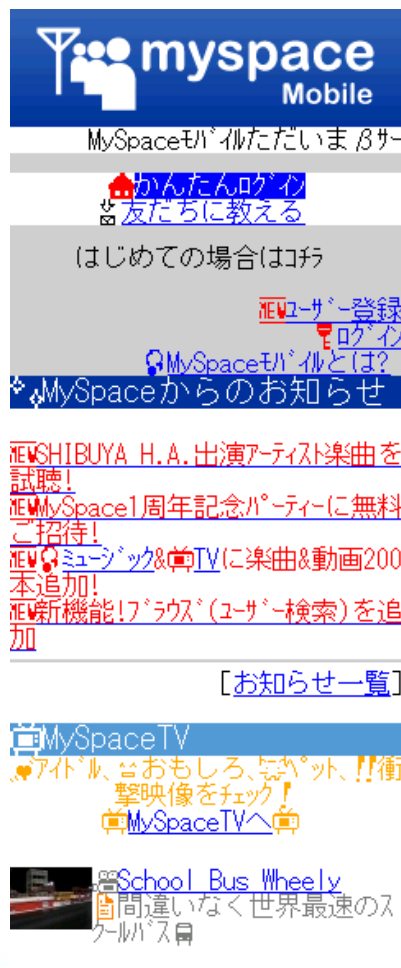 myspace
Mobile
MySpaceﾓﾊﾞｲﾙただいまβサー
かんたんﾛｸﾞｲﾝ
友だちに教える
はじめての場合はｺﾁﾗ
NEWﾕｰｻﾞｰ登録
ﾛｸﾞｲﾝ
MySpaceﾓﾊﾞｲﾙとは?
MySpaceからのお知らせ
NEWSHIBUYA H.A.出演ｱｰﾃｨｽﾄ楽曲を
試聴!
NEWMySpace1周年記念ﾊﾟｰﾃｨｰに無料
ご招待!
NEWﾐｭｰｼﾞｯｸ&TVに楽曲&動画200
本追加!
NEW新機能!ﾌﾞﾗｳｽﾞ(ﾕｰｻﾞｰ検索)を追
加
[お知らせ一覧]
MySpaceTV
ｱｲﾄﾞﾙ、おもしろ、ﾍﾟｯﾄ、!!衝
撃映像をﾁｪｯｸ!
MySpaceTVへ
School Bus Wheely
間違いなく世界最速のｽ
ｸｰﾙﾊﾞｽ